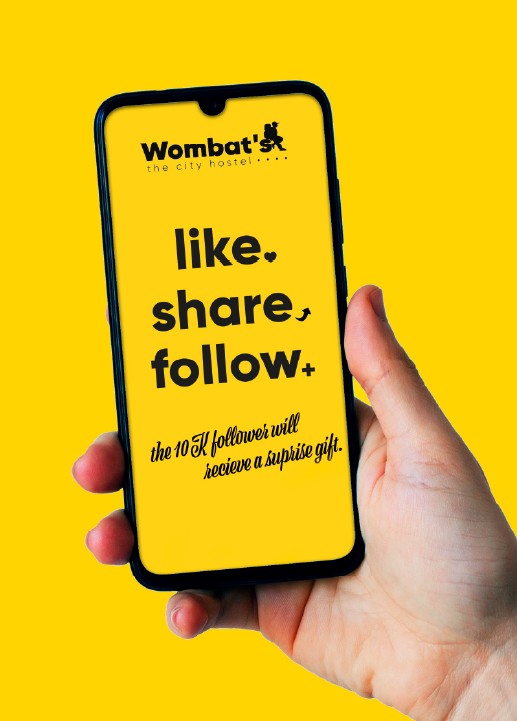 Wombat's
the city hostel
like.
share
follow
the 10 K follower will
recieve a suprise gift.